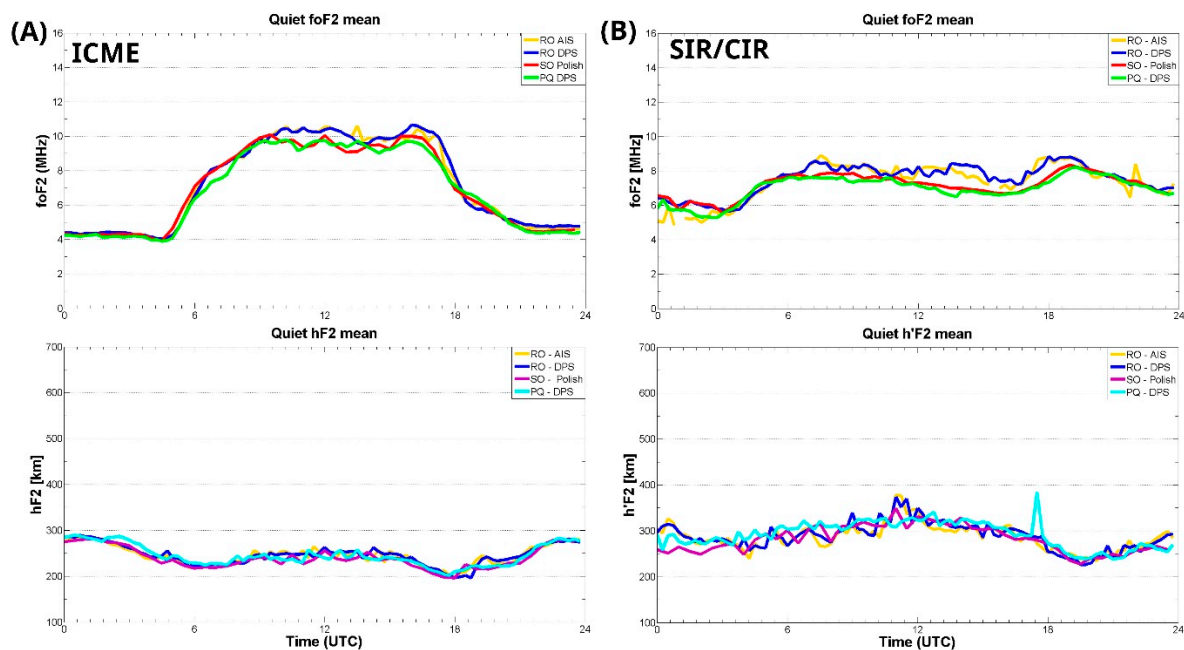 (A)
Quiet foF2 mean
ICME
RO AIS
RO DPS
SO Polish
PQ DPS
foF2 (MHz)
16
14
12
10
8
6
4
2
0
0 6 12 18 24
(B)
Quiet foF2 mean
SIR/CIR
RO - AIS
RO - DPS
SO - Polish
PQ - DPS
foF2 [MHz]
16
14
12
10
8
6
4
2
0
0 6 12 18 24
Quiet hF2 mean
RO - AIS
RO - DPS
SO - Polish
PQ - DPS
hF2 [km]
700
600
500
400
300
200
100
0 6 12 18 24
Time (UTC)
Quiet h'F2 mean
RO - AIS
RO - DPS
SO - Polish
PQ - DPS
h'F2 [km]
700
600
500
400
300
200
100
0 6 12 18 24
Time (UTC)